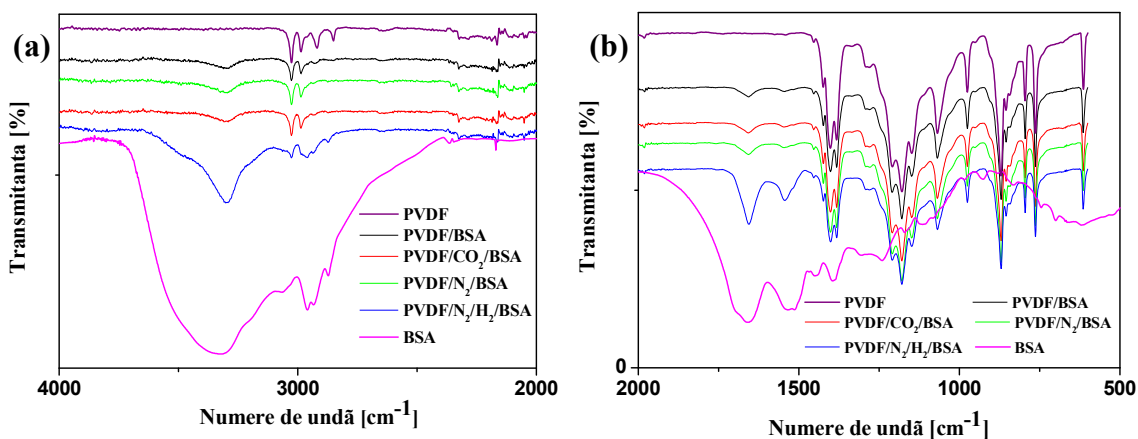 (a)
Transmitanta [%]
PVDF
PVDF/BSA
PVDF/CO₂/BSA
PVDF/N₂/BSA
PVDF/N₂/H₂/BSA
BSA
4000 3000 2000
Numere de undã [cm⁻¹]
(b)
Transmitanta [%]
0
PVDF PVDF/BSA
PVDF/CO₂/BSA PVDF/N₂/BSA
PVDF/N₂/H₂/BSA BSA
2000 1500 1000 500
Numere de undã [cm⁻¹]